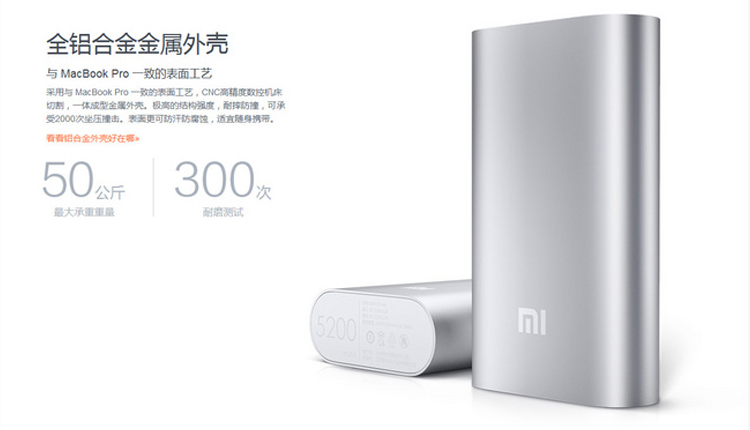 全铝合金金属外壳
与 MacBook Pro 一致的表面工艺
采用与 MacBook Pro 一致的表面工艺，CNC高精度数控机床
切割，一体成型金属外壳。极高的结构强度，耐摔防撞，可承
受2000次坐压撞击。表面更可防汗防腐蚀，适宜随身携带。
看看铝合金外壳好在哪»
50公斤
最大承重重量
300次
耐磨测试
5200
mi